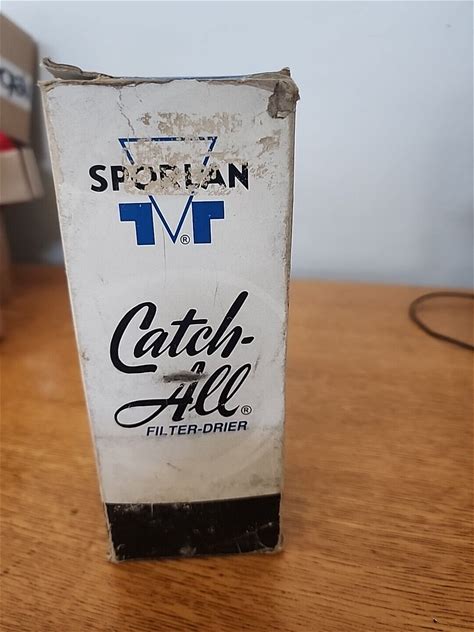 SPORLAN
Catch-
All®
FILTER-DRIER